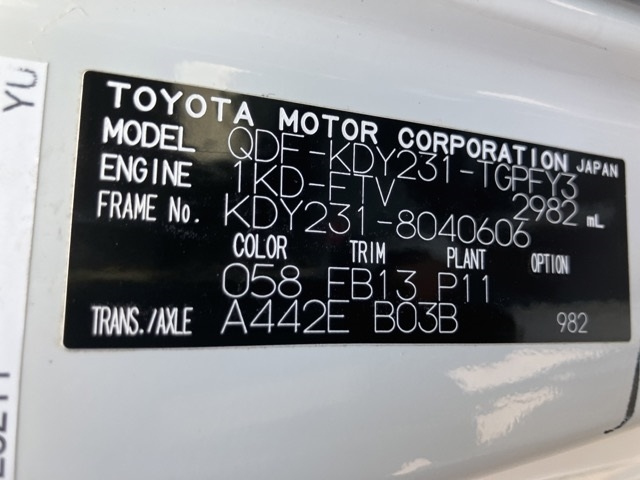 YU
TOYOTA MOTOR CORPORATION JAPAN
MODEL QDF-KDY231-TGPFY3
ENGINE 1KD-FTV 2982 mL
FRAME No. KDY231-8040606
COLOR TRIM PLANT OPTION
058 FB13 P11
TRANS./AXLE A442E B03B 982